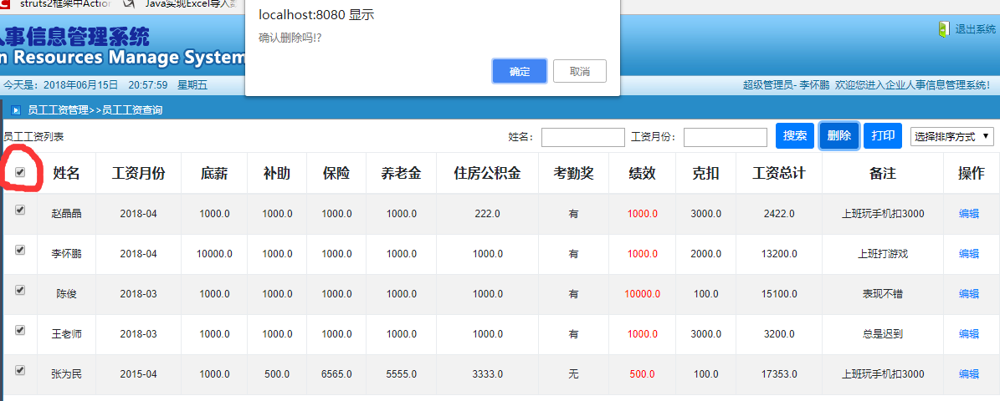 struts2框架中Action
Java实现Excel导入数
localhost:8080 显示
确认删除吗!?
确定
取消
人事信息管理系统
n Resources Manage System
退出系统
今天是：2018年06月15日 20:57:59 星期五
超级管理员- 李怀鹏 欢迎您进入企业人事信息管理系统!
员工工资管理>>员工工资查询
员工工资列表 姓名： 工资月份： 搜索 删除 打印 选择排序方式
姓名 工资月份 底薪 补助 保险 养老金 住房公积金 考勤奖 绩效 克扣 工资总计 备注 操作
赵晶晶 2018-04 1000.0 1000.0 1000.0 1000.0 222.0 有 1000.0 3000.0 2422.0 上班玩手机扣3000 编辑
李怀鹏 2018-04 10000.0 1000.0 1000.0 1000.0 1000.0 有 1000.0 2000.0 13200.0 上班打游戏 编辑
陈俊 2018-03 1000.0 1000.0 1000.0 1000.0 1000.0 有 10000.0 100.0 15100.0 表现不错 编辑
王老师 2018-03 1000.0 1000.0 1000.0 1000.0 1000.0 有 1000.0 3000.0 3200.0 总是迟到 编辑
张为民 2015-04 1000.0 500.0 6565.0 5555.0 3333.0 无 500.0 100.0 17353.0 上班玩手机扣3000 编辑